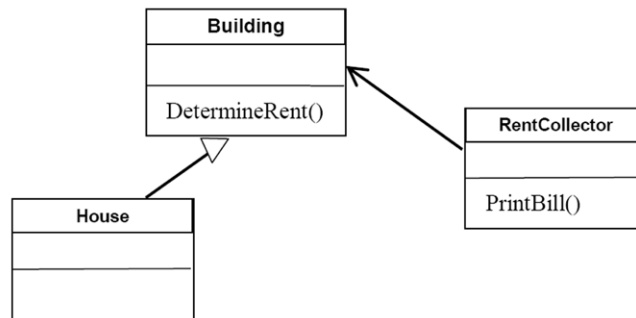 Building
DetermineRent()
RentCollector
PrintBill()
House